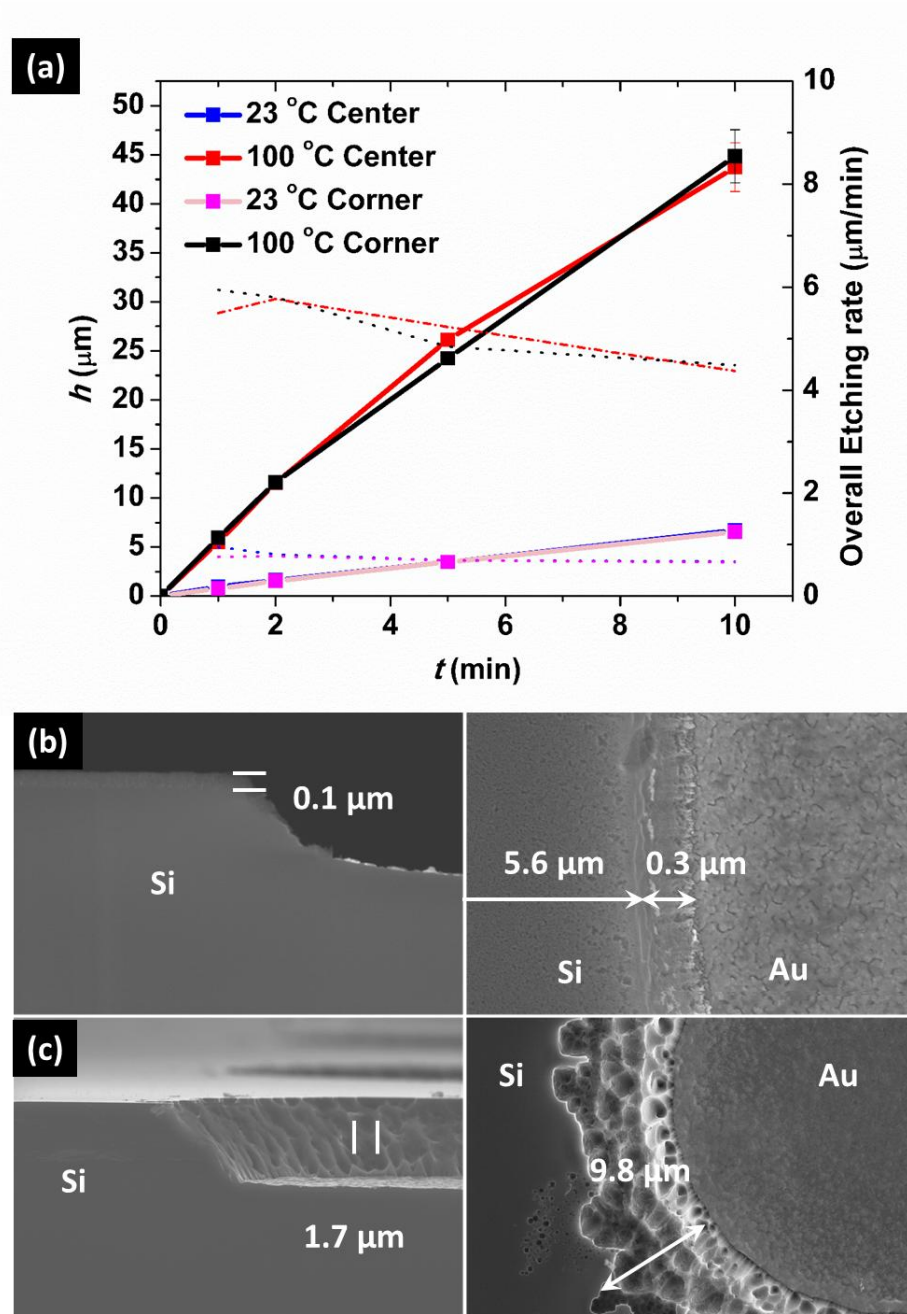 (a)
23 °C Center
100 °C Center
23 °C Corner
100 °C Corner
50
45
40
35
30
25
20
15
10
5
0
h (μm)
10
8
6
4
2
0
Overall Etching rate (μm/min)
0
2
4
6
8
10
t (min)
(b)
0.1 μm
Si
5.6 μm
0.3 μm
Si
Au
(c)
Si
1.7 μm
Si
Au
9.8 μm